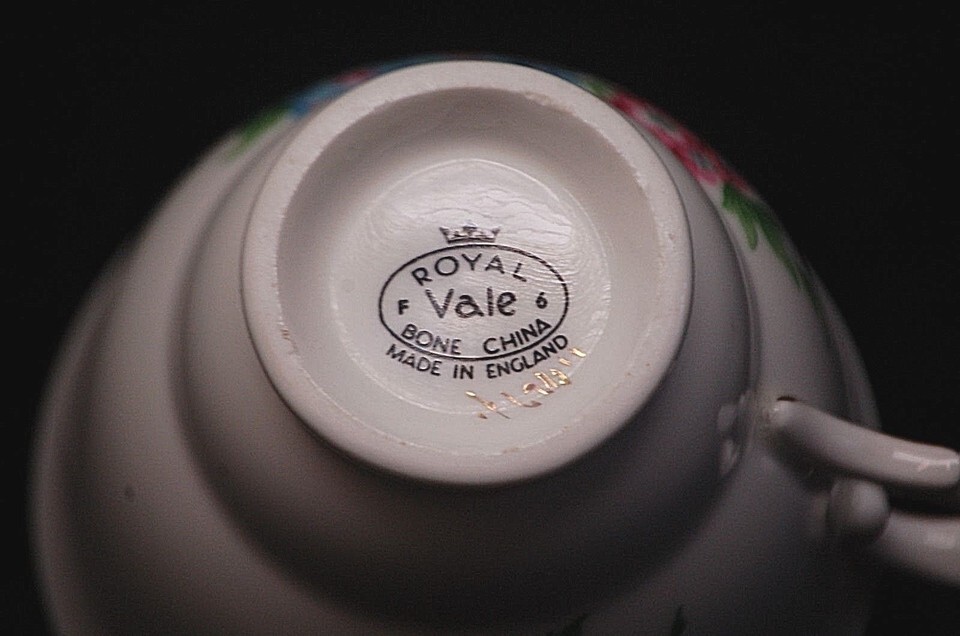 ROYAL
F Vale 6
BONE CHINA
MADE IN ENGLAND